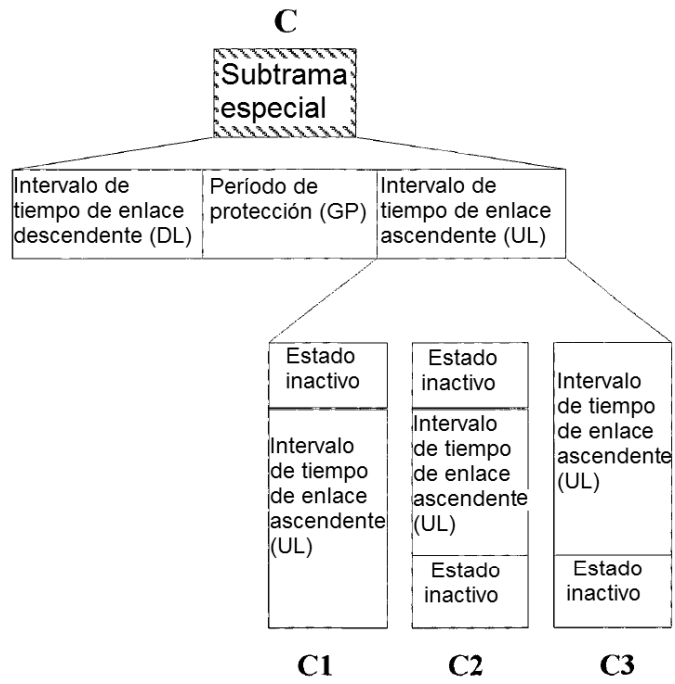 C
Subtrama
especial
Intervalo de
tiempo de enlace
descendente (DL)
Período de
protección (GP)
Intervalo de
tiempo de enlace
ascendente (UL)
Estado
inactivo
Intervalo
de tiempo
de enlace
ascendente
(UL)
Estado
inactivo
Intervalo
de tiempo
de enlace
ascendente
(UL)
Estado
inactivo
Intervalo
de tiempo
de enlace
ascendente
(UL)
Estado
inactivo
C1
C2
C3